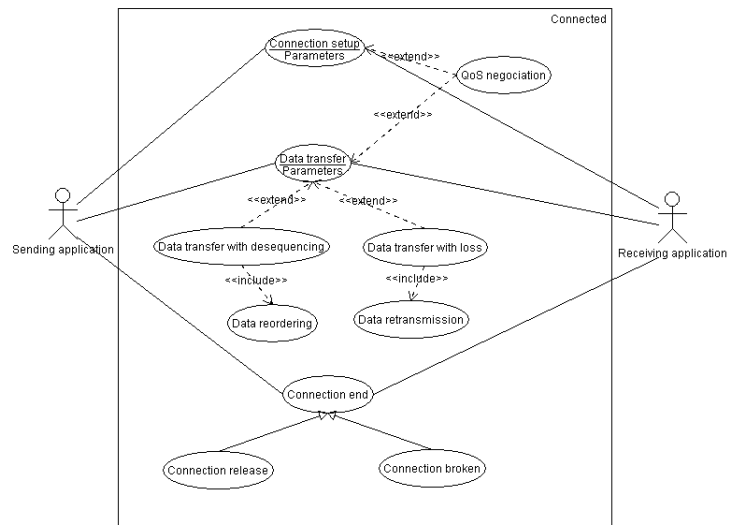 Connected
Connection setup
Parameters
<<extend>>
QoS negociation
<<extend>>
Data transfer
Parameters
<<extend>>
<<extend>>
Sending application
Data transfer with desequencing
Data transfer with loss
Receiving application
<<include>>
<<include>>
Data reordering
Data retransmission
Connection end
Connection release
Connection broken